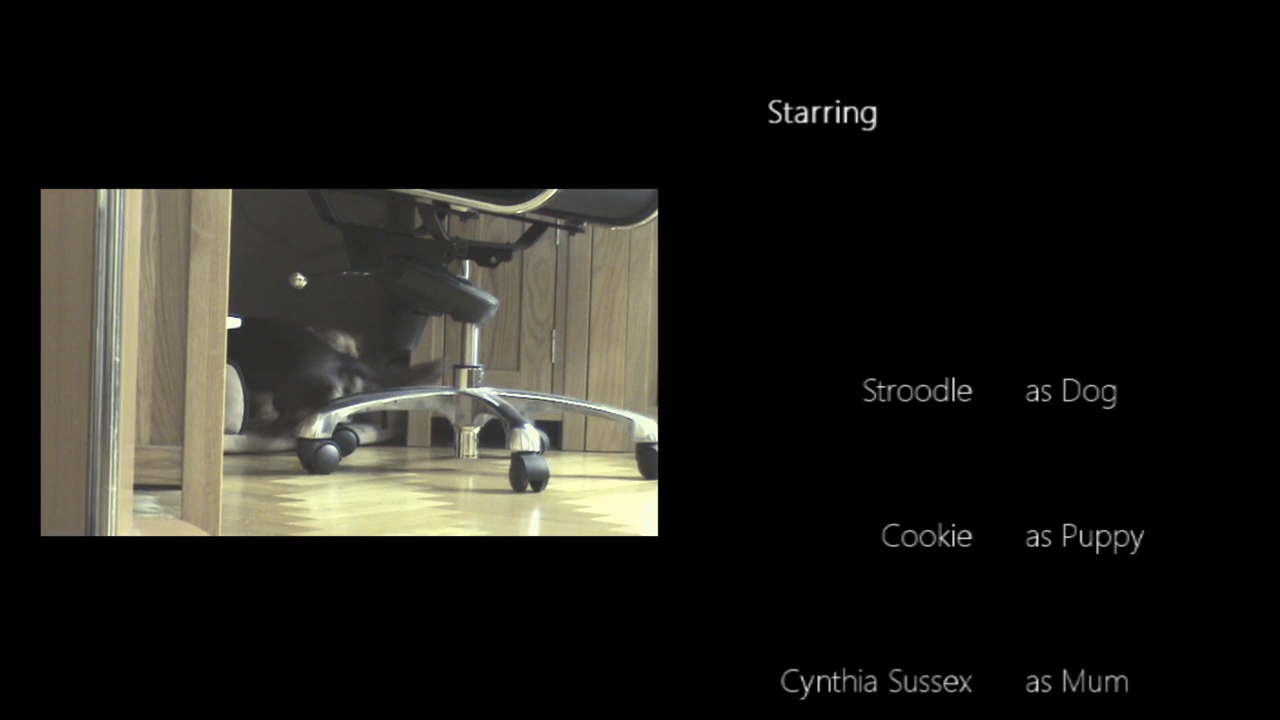 Starring
Stroodle as Dog
Cookie as Puppy
Cynthia Sussex as Mum